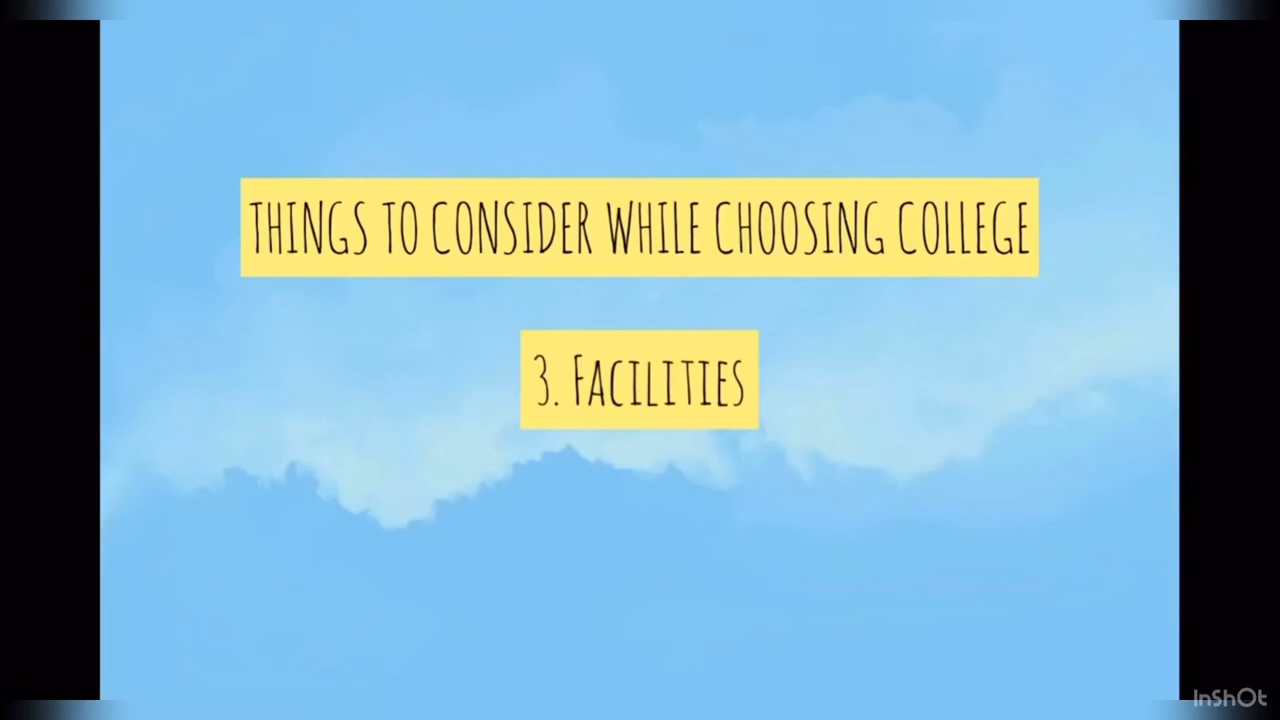 THINGS TO CONSIDER WHILE CHOOSING COLLEGE
3. FACILITIES
InShOt